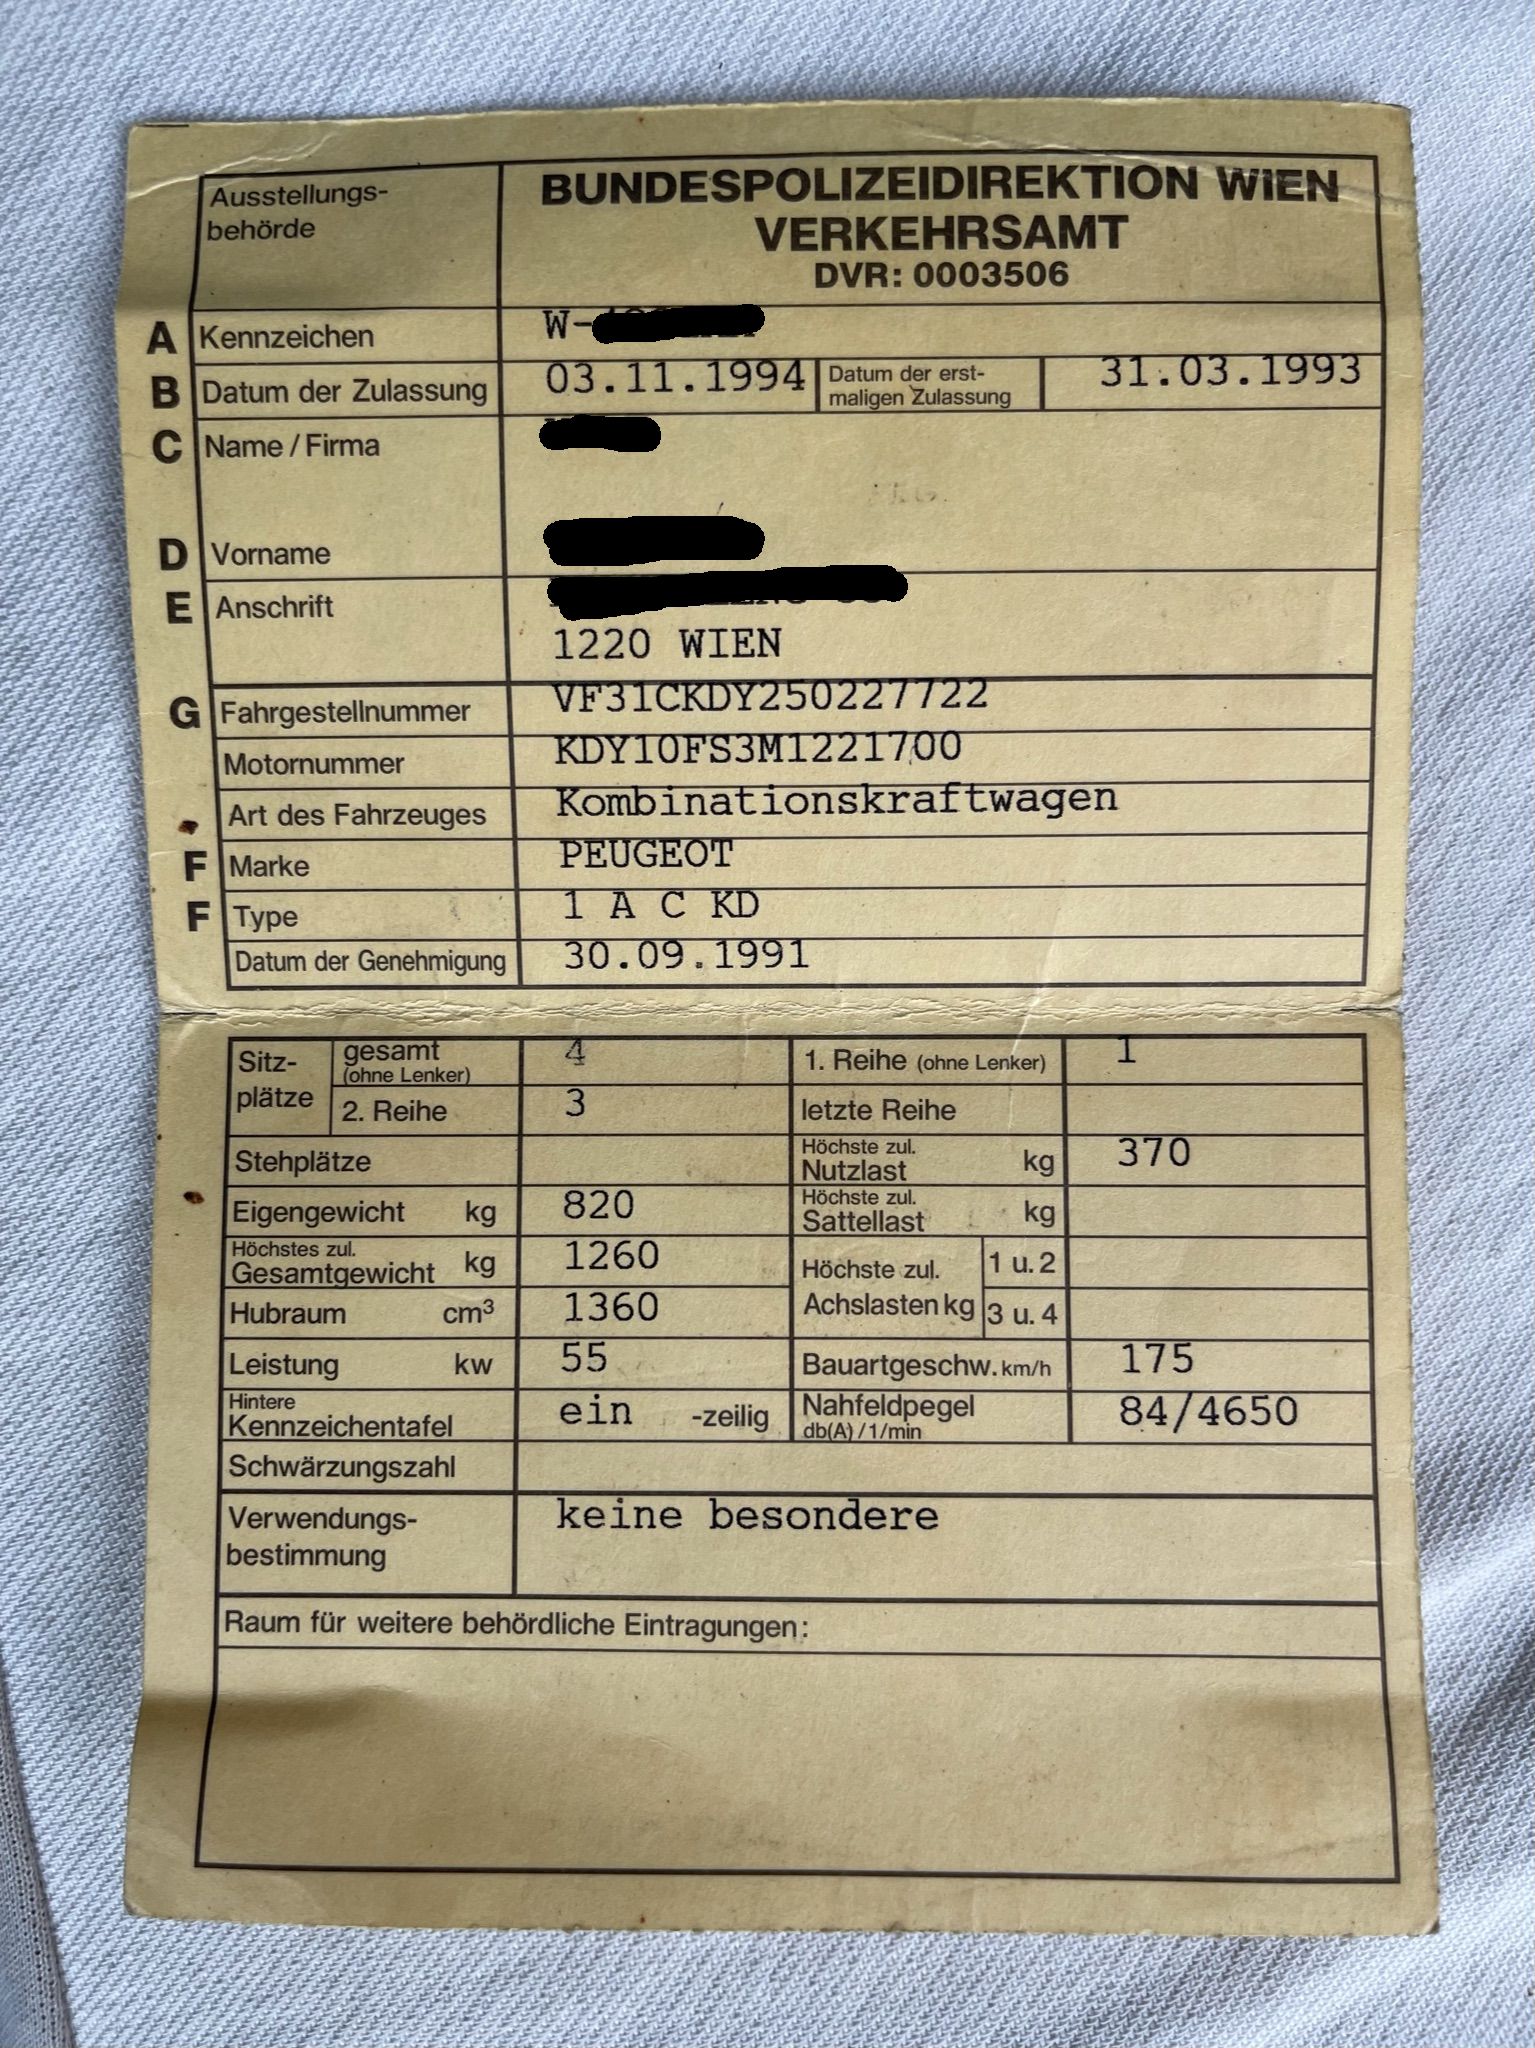 Ausstellungs-
behörde
BUNDESPOLIZEIDIREKTION WIEN
VERKEHRSAMT
DVR: 0003506
A Kennzeichen W-
B Datum der Zulassung 03.11.1994 Datum der erst-
maligen Zulassung 31.03.1993
C Name / Firma
D Vorname
E Anschrift
1220 WIEN
G Fahrgestellnummer VF31CKDY250227722
Motornummer KDY10FS3M1221700
Art des Fahrzeuges Kombinationskraftwagen
F Marke PEUGEOT
F Type 1 A C KD
Datum der Genehmigung 30.09.1991
Sitz-
plätze
gesamt
(ohne Lenker) 4 1. Reihe (ohne Lenker) 1
2. Reihe 3 letzte Reihe
Stehplätze Höchste zul.
Nutzlast kg 370
Eigengewicht kg 820 Höchste zul.
Sattellast kg
Höchstes zul.
Gesamtgewicht kg 1260 Höchste zul. 1 u. 2
Hubraum cm³ 1360 Achslasten kg 3 u. 4
Leistung kw 55 Bauartgeschw. km/h 175
Hintere
Kennzeichentafel ein -zeilig Nahfeldpegel
db(A) / 1/min 84/4650
Schwärzungszahl
Verwendungs-
bestimmung keine besondere
Raum für weitere behördliche Eintragungen: